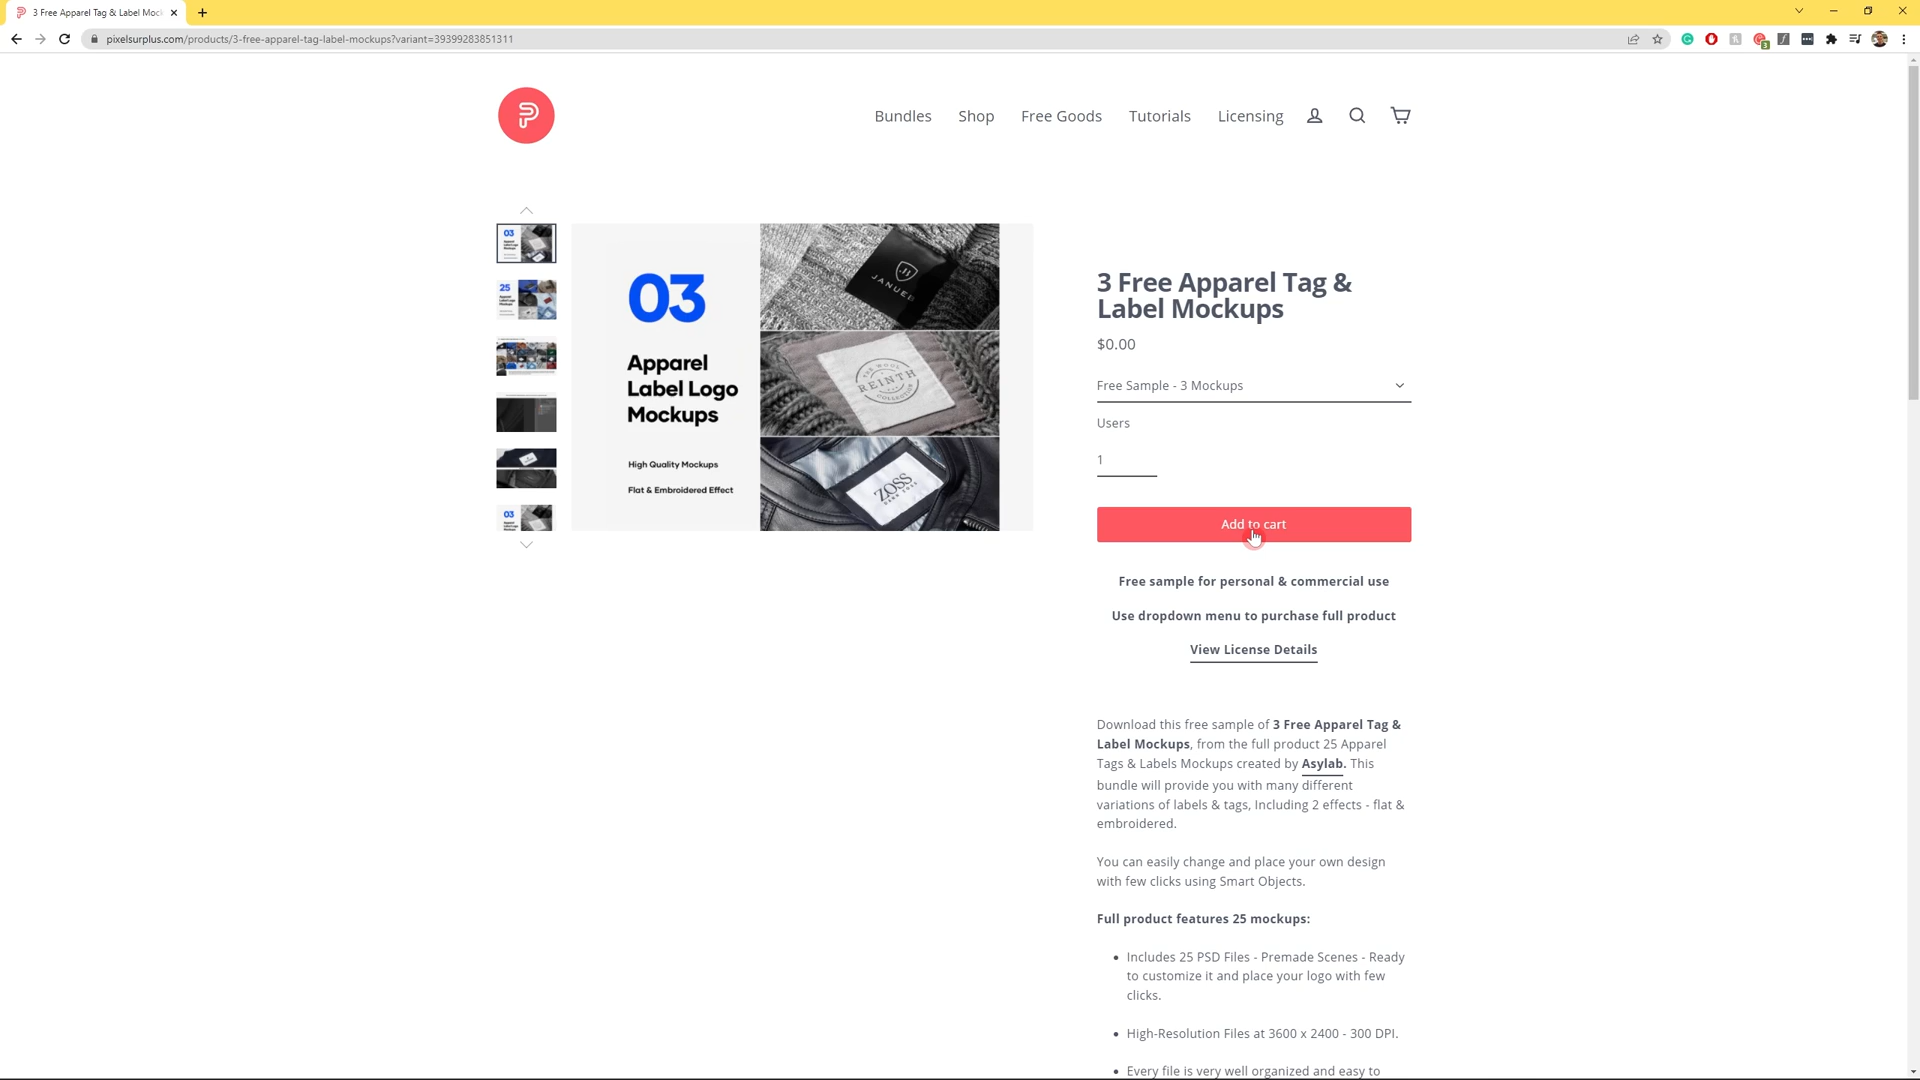 3 Free Apparel Tag & Label Moc
pixelsurplus.com/products/3-free-apparel-tag-label-mockups?variant=39399283851311
Bundles
Shop
Free Goods
Tutorials
Licensing
03
Apparel
Label Logo
Mockups
High Quality Mockups
Flat & Embroidered Effect
JANUEI
THE WOOL
REINTH
COLLECTION
ZOSS
3 Free Apparel Tag &
Label Mockups
$0.00
Free Sample - 3 Mockups
Users
1
Add to cart
Free sample for personal & commercial use
Use dropdown menu to purchase full product
View License Details
Download this free sample of 3 Free Apparel Tag &
Label Mockups, from the full product 25 Apparel
Tags & Labels Mockups created by Asylab. This
bundle will provide you with many different
variations of labels & tags, Including 2 effects - flat &
embroidered.
You can easily change and place your own design
with few clicks using Smart Objects.
Full product features 25 mockups:
Includes 25 PSD Files - Premade Scenes - Ready
to customize it and place your logo with few
clicks.
High-Resolution Files at 3600 x 2400 - 300 DPI.
Every file is very well organized and easy to